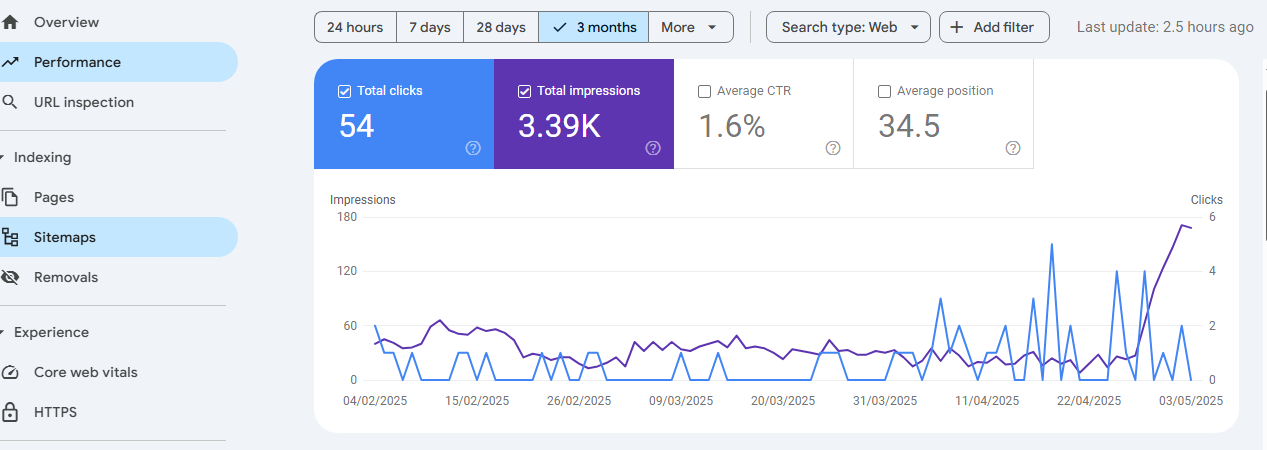 Overview
Performance
URL inspection
Indexing
Pages
Sitemaps
Removals
Experience
Core web vitals
HTTPS
24 hours 7 days 28 days 3 months More Search type: Web Add filter Last update: 2.5 hours ago
Total clicks Total impressions Average CTR Average position
54 3.39K 1.6% 34.5
Impressions Clicks
180 6
120 4
60 2
0 0
04/02/2025 15/02/2025 26/02/2025 09/03/2025 20/03/2025 31/03/2025 11/04/2025 22/04/2025 03/05/2025